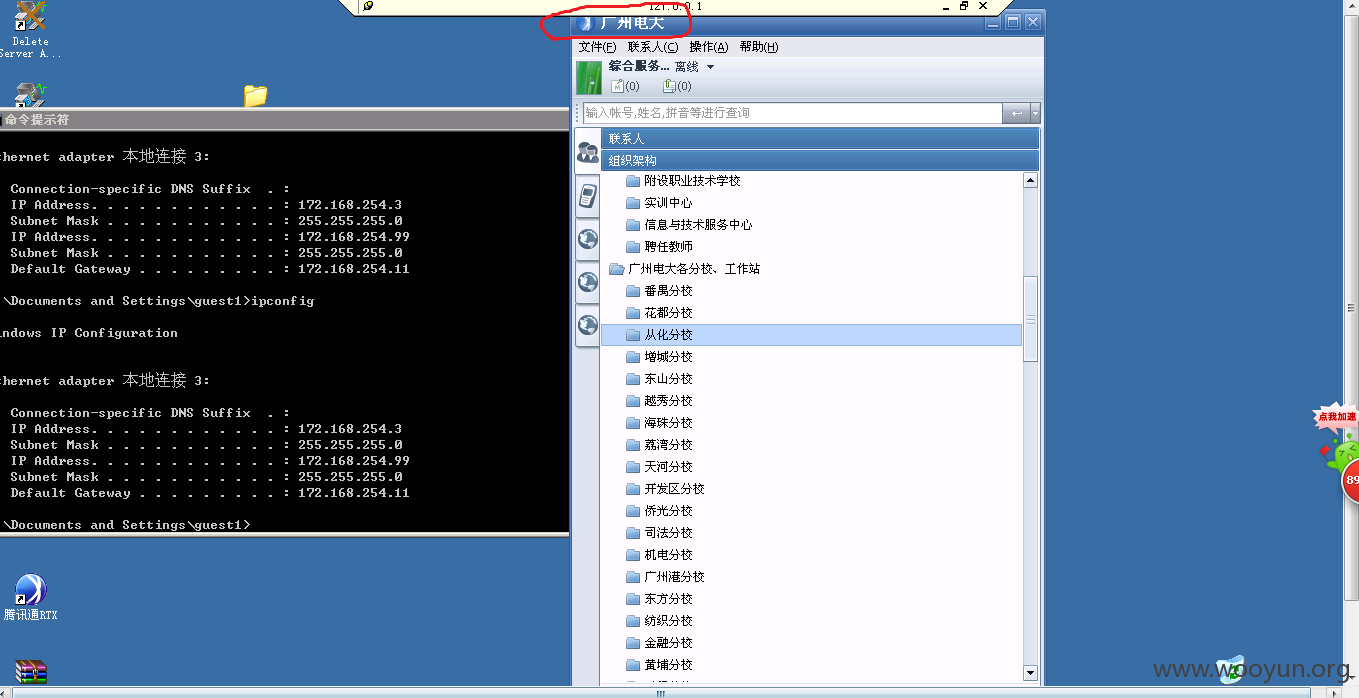 127.0.0.1
Delete
Server A...
命令提示符
hernet adapter 本地连接 3:
Connection-specific DNS Suffix  . :
IP Address. . . . . . . . . . . . : 172.168.254.3
Subnet Mask . . . . . . . . . . . : 255.255.255.0
IP Address. . . . . . . . . . . . : 172.168.254.99
Subnet Mask . . . . . . . . . . . : 255.255.255.0
Default Gateway . . . . . . . . . : 172.168.254.11
\Documents and Settings\guest1>ipconfig
ndows IP Configuration
hernet adapter 本地连接 3:
Connection-specific DNS Suffix  . :
IP Address. . . . . . . . . . . . : 172.168.254.3
Subnet Mask . . . . . . . . . . . : 255.255.255.0
IP Address. . . . . . . . . . . . : 172.168.254.99
Subnet Mask . . . . . . . . . . . : 255.255.255.0
Default Gateway . . . . . . . . . : 172.168.254.11
\Documents and Settings\guest1>
腾讯通RTX
广州电大
文件(F) 联系人(C) 操作(A) 帮助(H)
综合服务... 离线
(0) (0)
输入帐号,姓名,拼音等进行查询
联系人
组织架构
附设职业技术学校
实训中心
信息与技术服务中心
聘任教师
广州电大各分校、工作站
番禺分校
花都分校
从化分校
增城分校
东山分校
越秀分校
海珠分校
荔湾分校
天河分校
开发区分校
侨光分校
司法分校
机电分校
广州港分校
东方分校
纺织分校
金融分校
黄埔分校
点我加速
89
www.wooyun.org